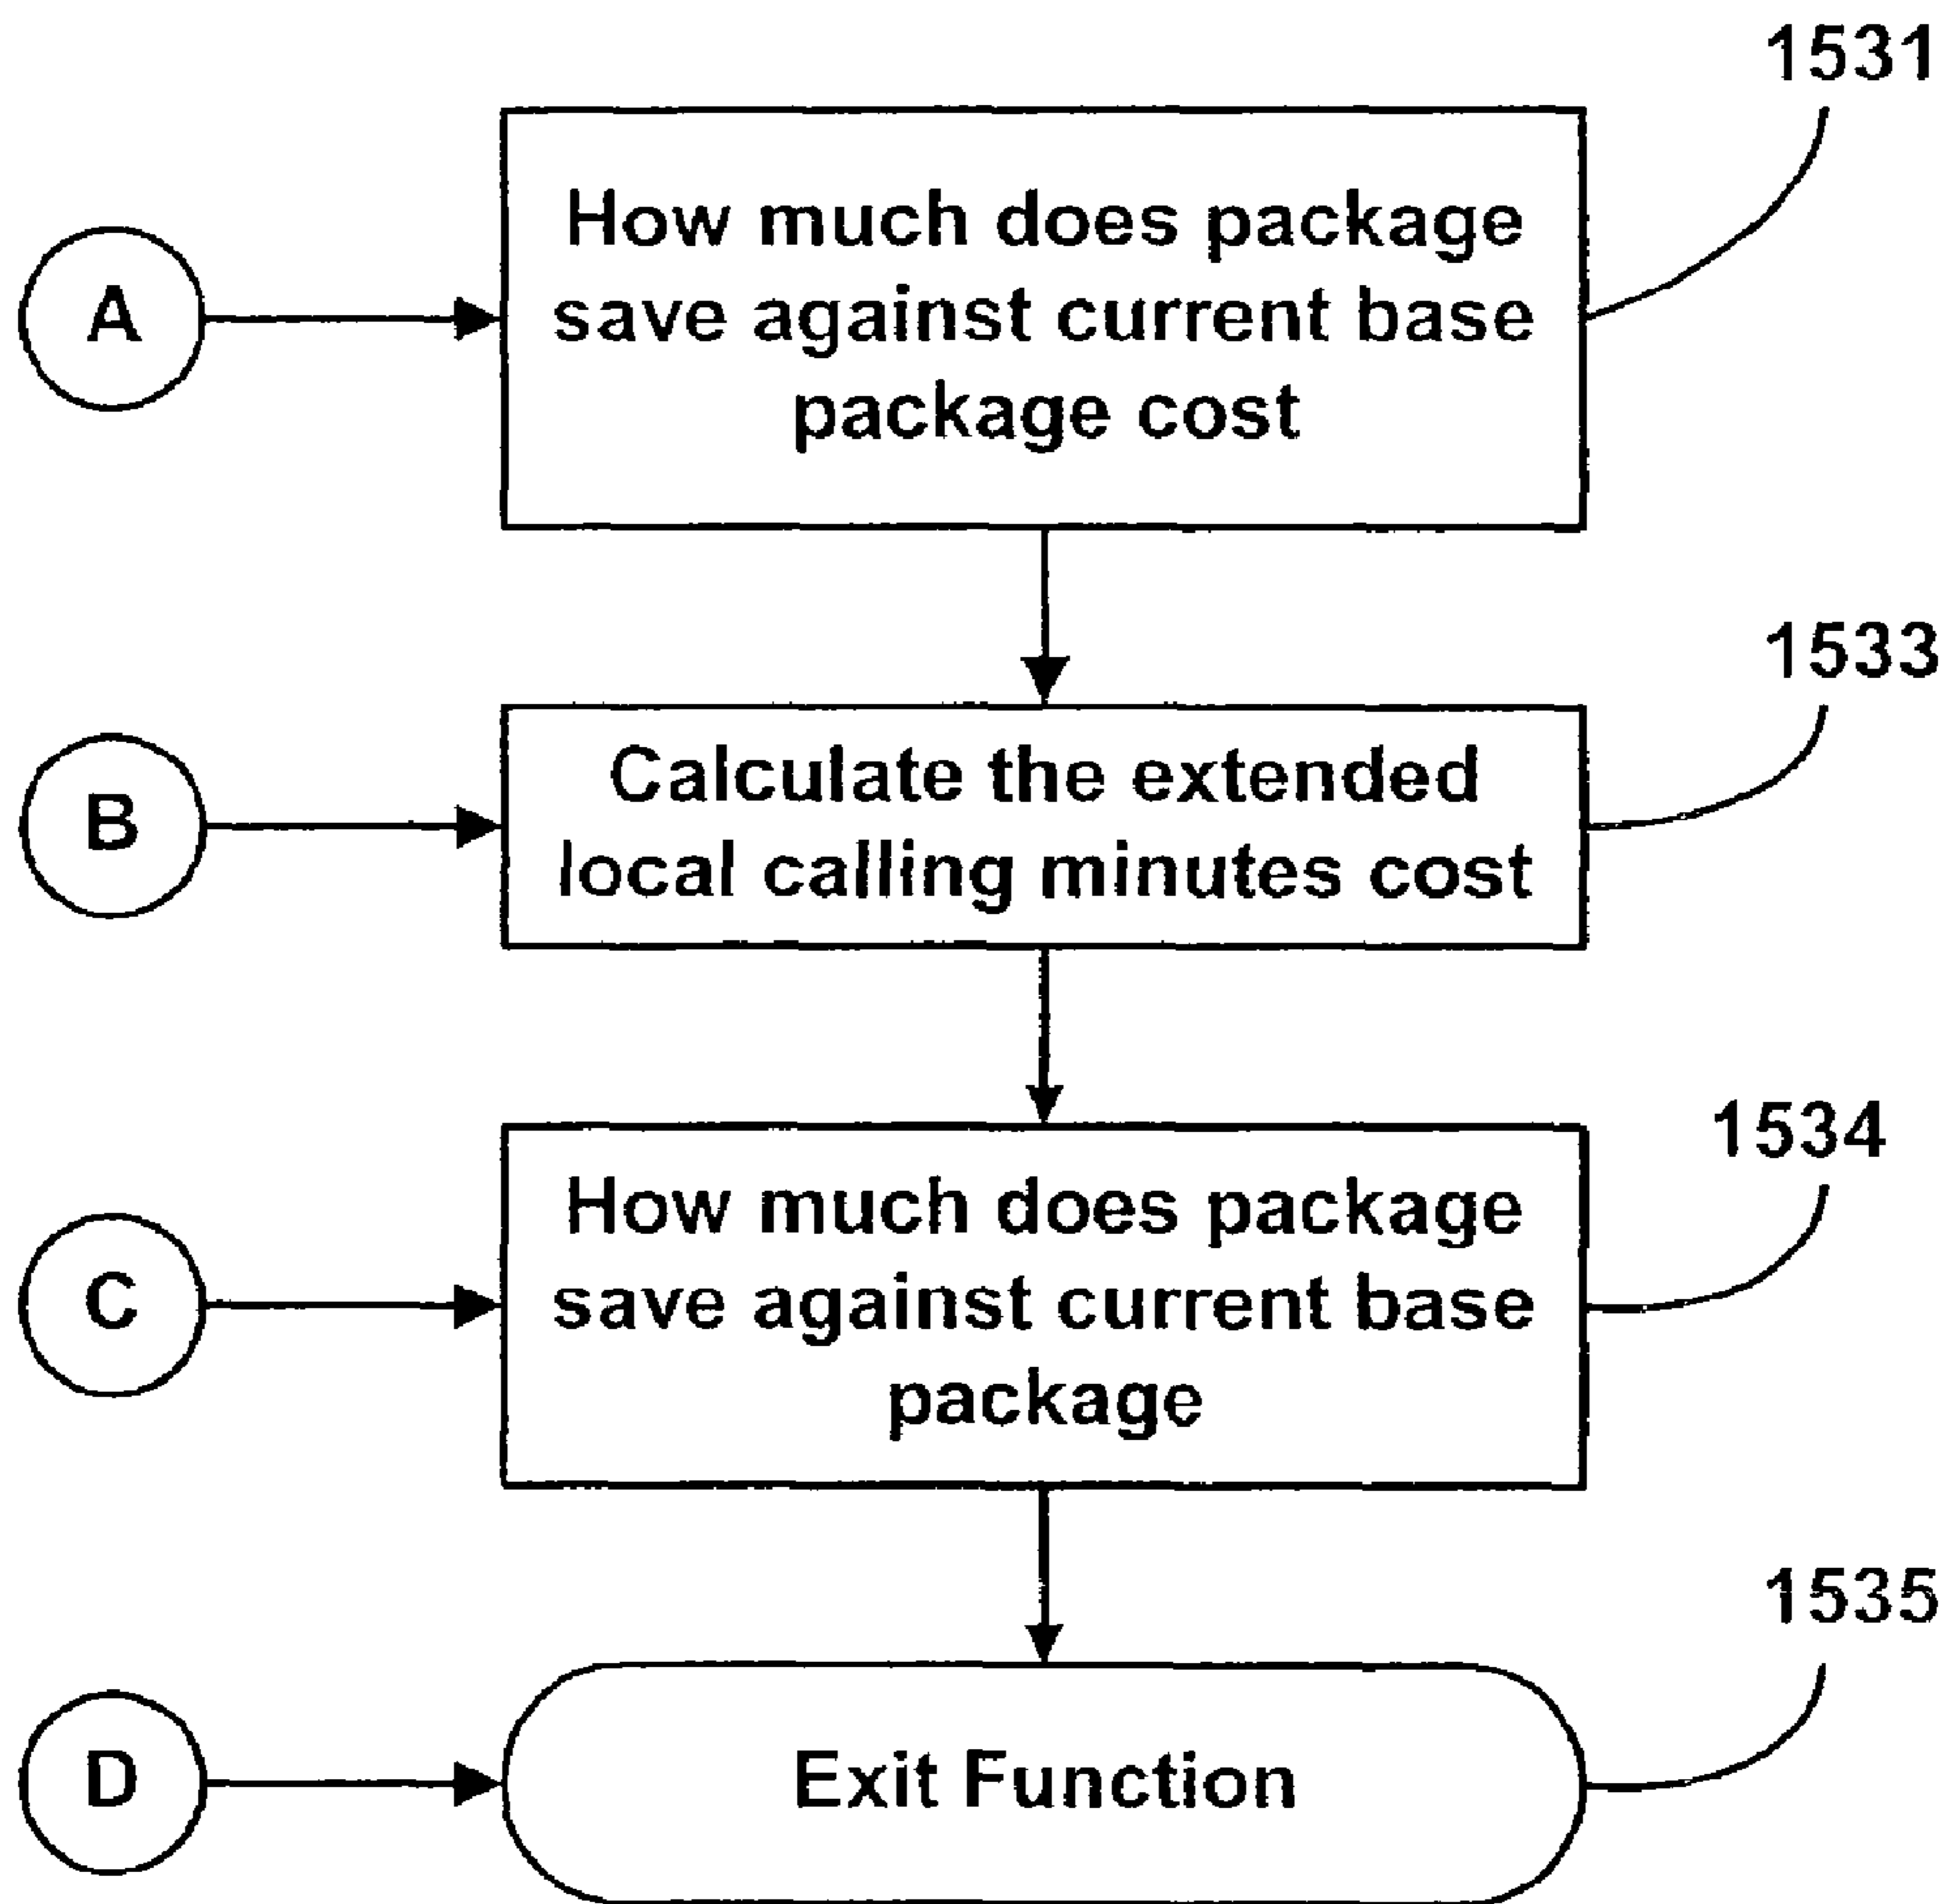 1531
How much does package
save against current base
package cost
A
1533
Calculate the extended
local calling minutes cost
B
1534
How much does package
save against current base
package
C
1535
Exit Function
D